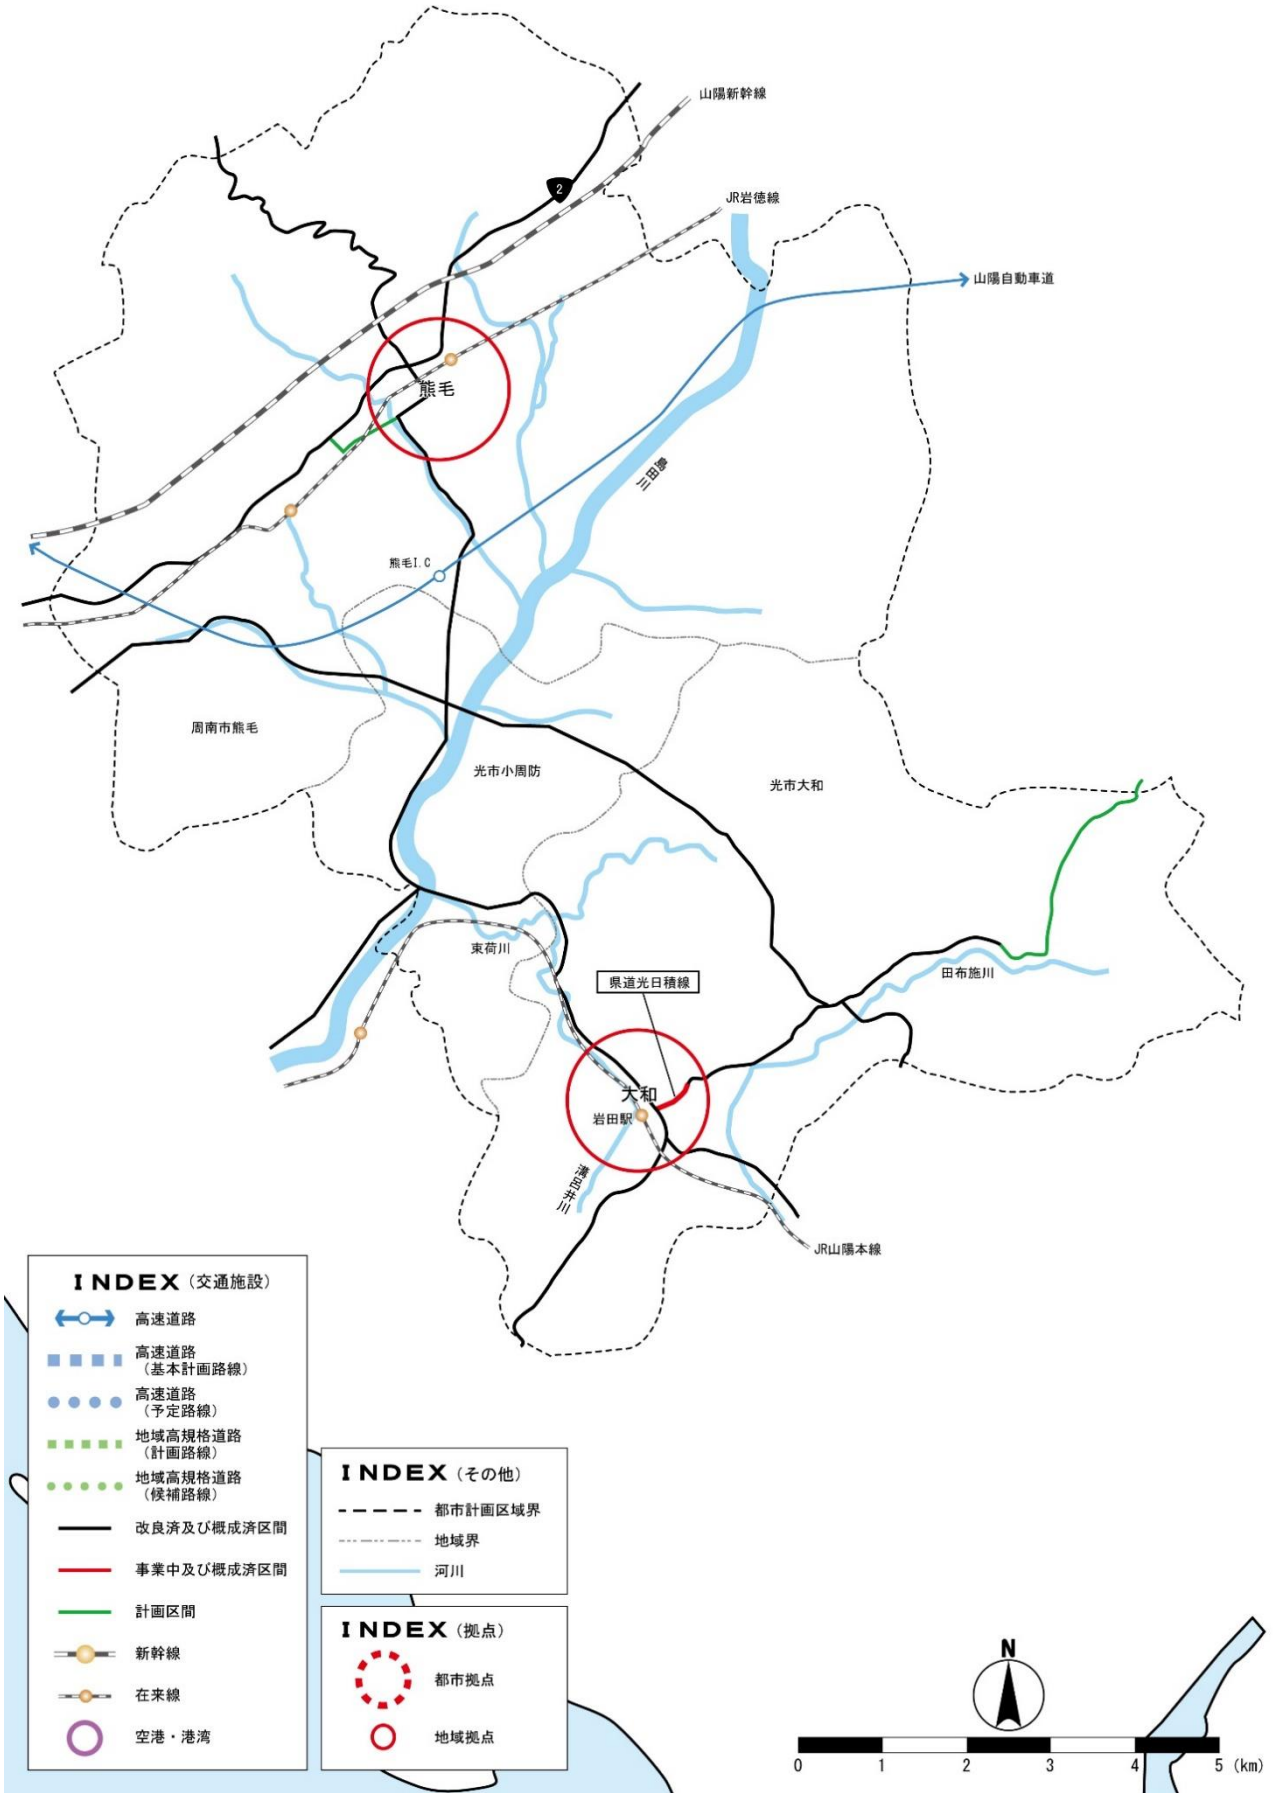 山陽新幹線
2
JR岩徳線
山陽自動車道
熊毛
島田川
熊毛I.C
周南市熊毛
光市小周防
光市大和
束荷川
田布施川
県道光日積線
大和
岩田駅
溝呂井川
JR山陽本線
INDEX(交通施設)
高速道路
高速道路
(基本計画路線)
高速道路
(予定路線)
地域高規格道路
(計画路線)
地域高規格道路
(候補路線)
改良済及び概成済区間
事業中及び概成済区間
計画区間
新幹線
在来線
空港・港湾
INDEX(その他)
都市計画区域界
地域界
河川
INDEX(拠点)
都市拠点
地域拠点
N
0 1 2 3 4 5 (km)